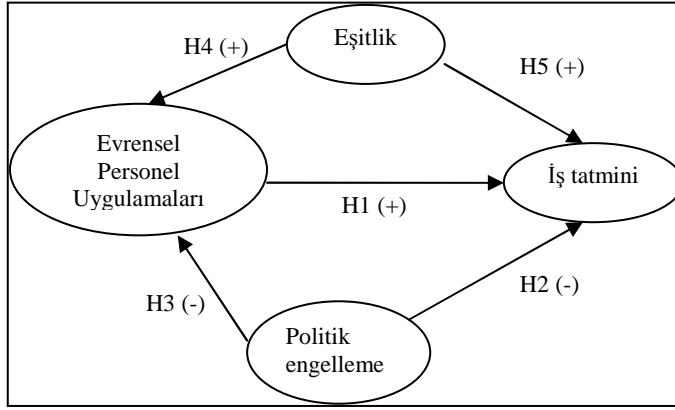 Eşitlik
H4 (+)
H5 (+)
Evrensel
Personel
Uygulamaları
İş tatmini
H1 (+)
H3 (-)
H2 (-)
Politik
engelleme